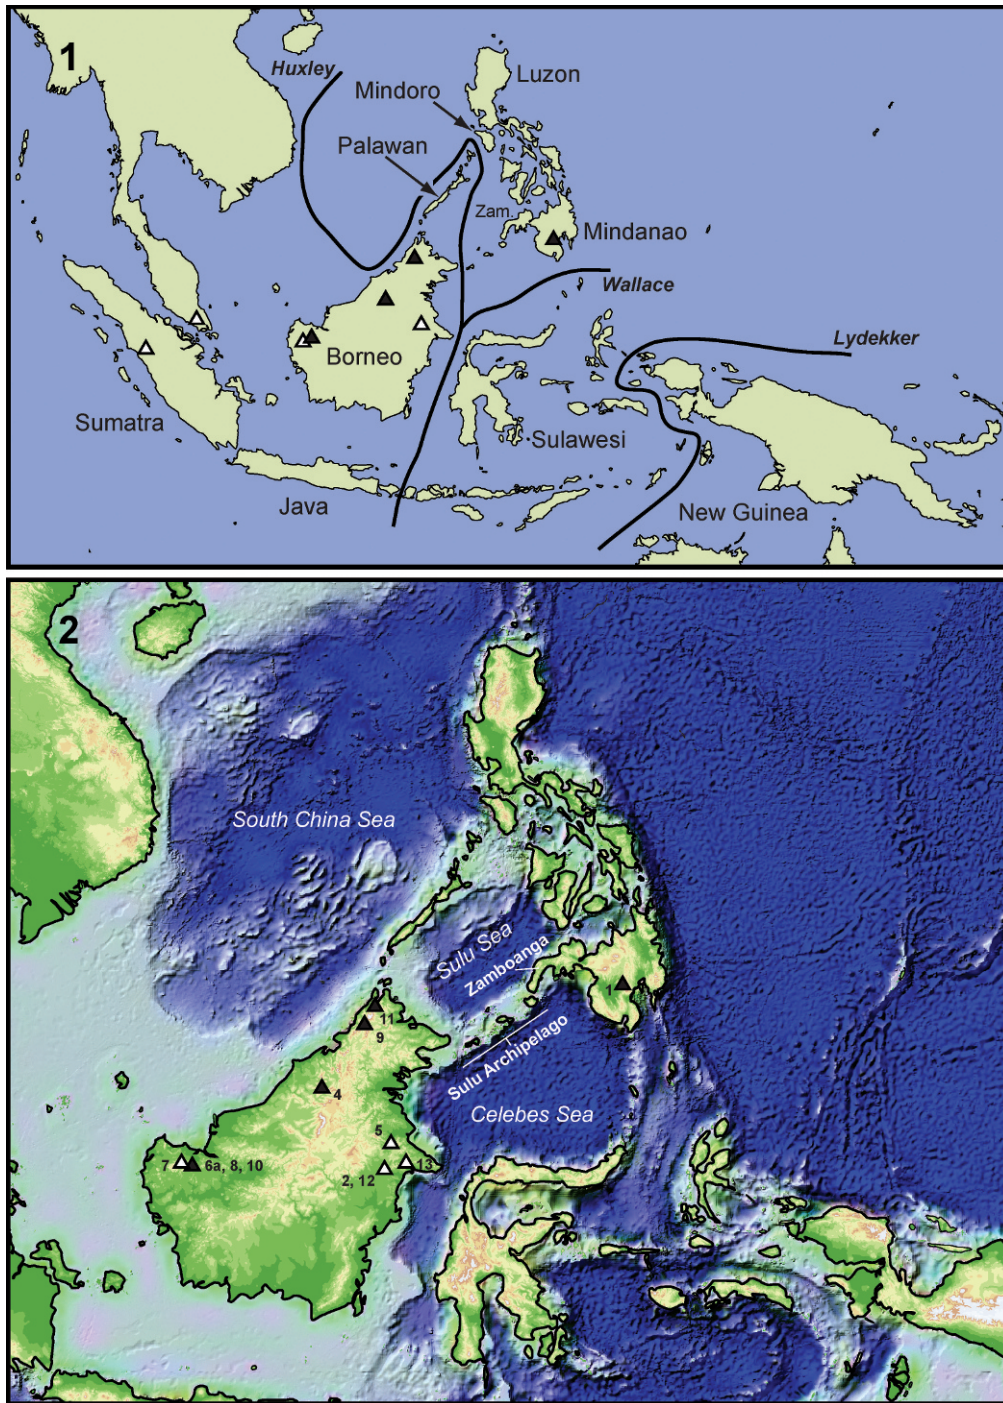 1
Huxley
Luzon
Mindoro
Palawan
Zam.
Mindanao
Wallace
Lydekker
Borneo
Sumatra
Sulawesi
Java
New Guinea
2
South China Sea
Sulu Sea
Zamboanga
1
11
9
Sulu Archipelago
4
Celebes Sea
5
7
6a, 8, 10
13
2, 12